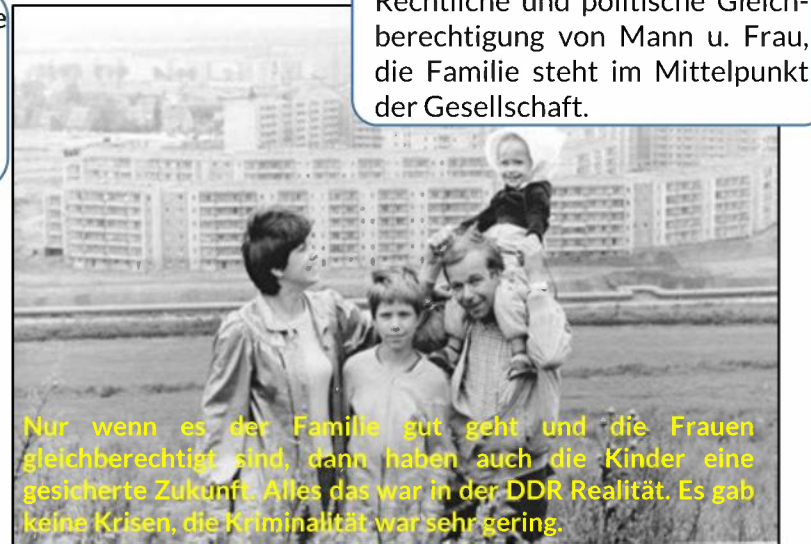 e
Rechtliche und politische Gleich-
berechtigung von Mann u. Frau,
die Familie steht im Mittelpunkt
der Gesellschaft.
Nur wenn es der Familie gut geht und die Frauen
gleichberechtigt sind, dann haben auch die Kinder eine
gesicherte Zukunft. Alles das war in der DDR Realität. Es gab
keine Krisen, die Kriminalität war sehr gering.